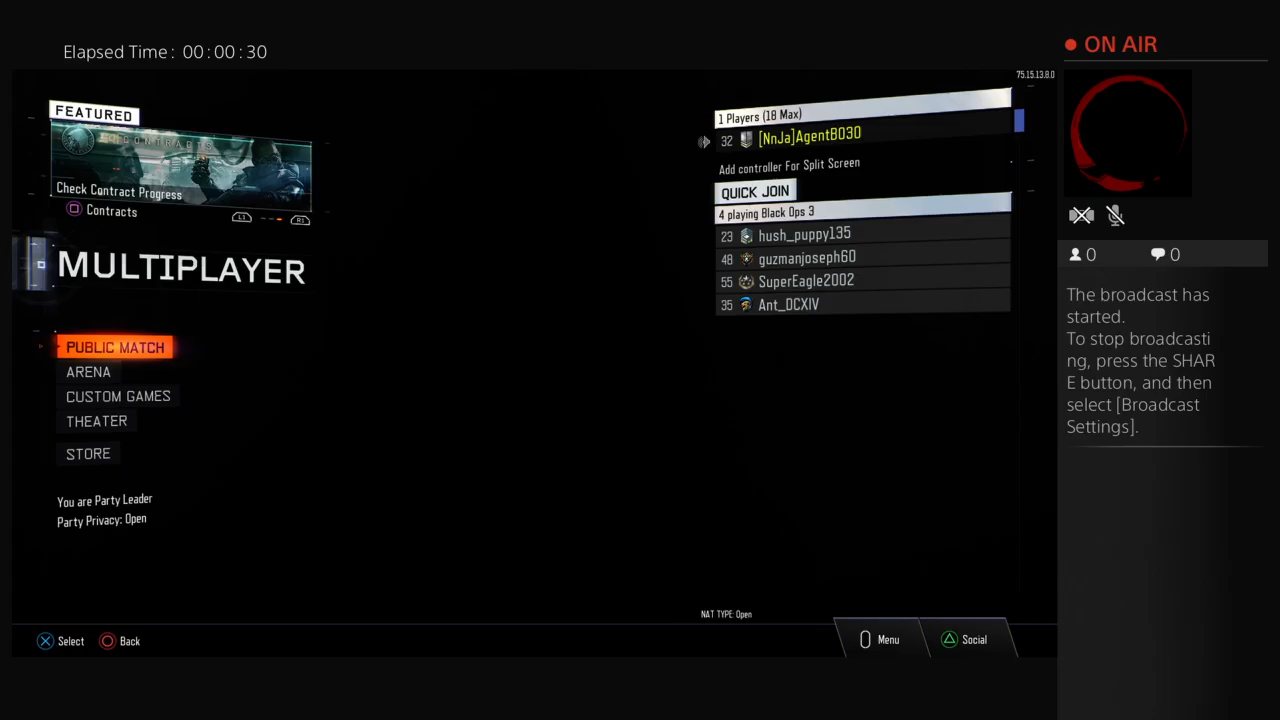 Elapsed Time: 00:00:30
ON AIR
75.15.13.8.0
FEATURED
CONTRACTS
Check Contract Progress
Contracts
L1
R1
MULTIPLAYER
PUBLIC MATCH
ARENA
CUSTOM GAMES
THEATER
STORE
You are Party Leader
Party Privacy: Open
1 Players (18 Max)
32 [NnJa]AgentB030
Add controller For Split Screen
QUICK JOIN
4 playing Black Ops 3
23 hush_puppy135
48 guzmanjoseph60
55 SuperEagle2002
35 Ant_DCXIV
NAT TYPE: Open
Select
Back
Menu
Social
0
0
The broadcast has
started.
To stop broadcasti
ng, press the SHAR
E button, and then
select [Broadcast
Settings].